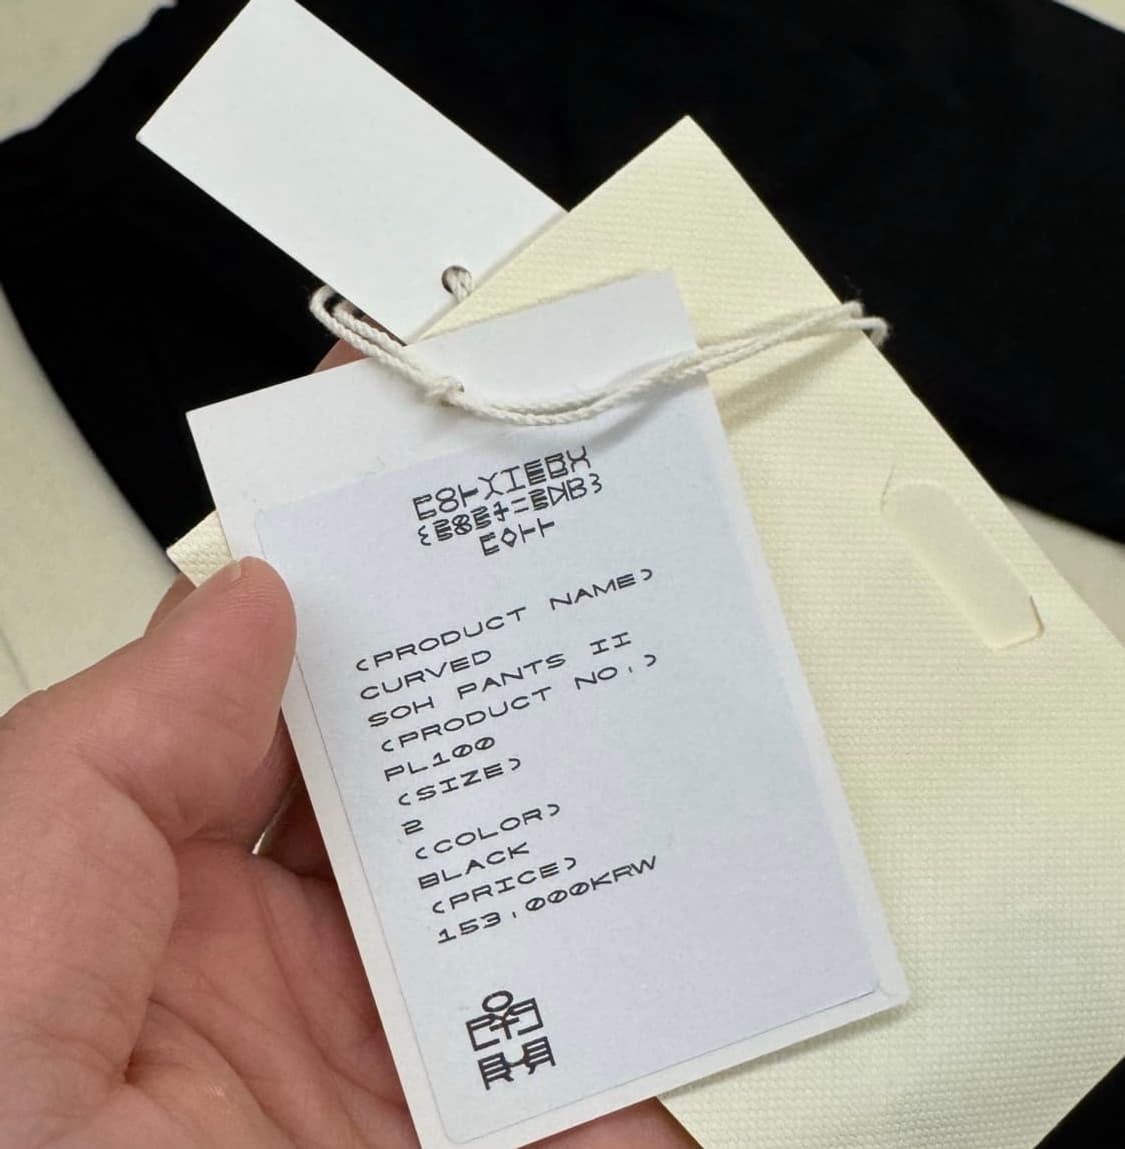 <PRODUCT NAME>
CURVED
SOH PANTS II
<PRODUCT NO.>
PL100
<SIZE>
2
<COLOR>
BLACK
<PRICE>
153,000KRW